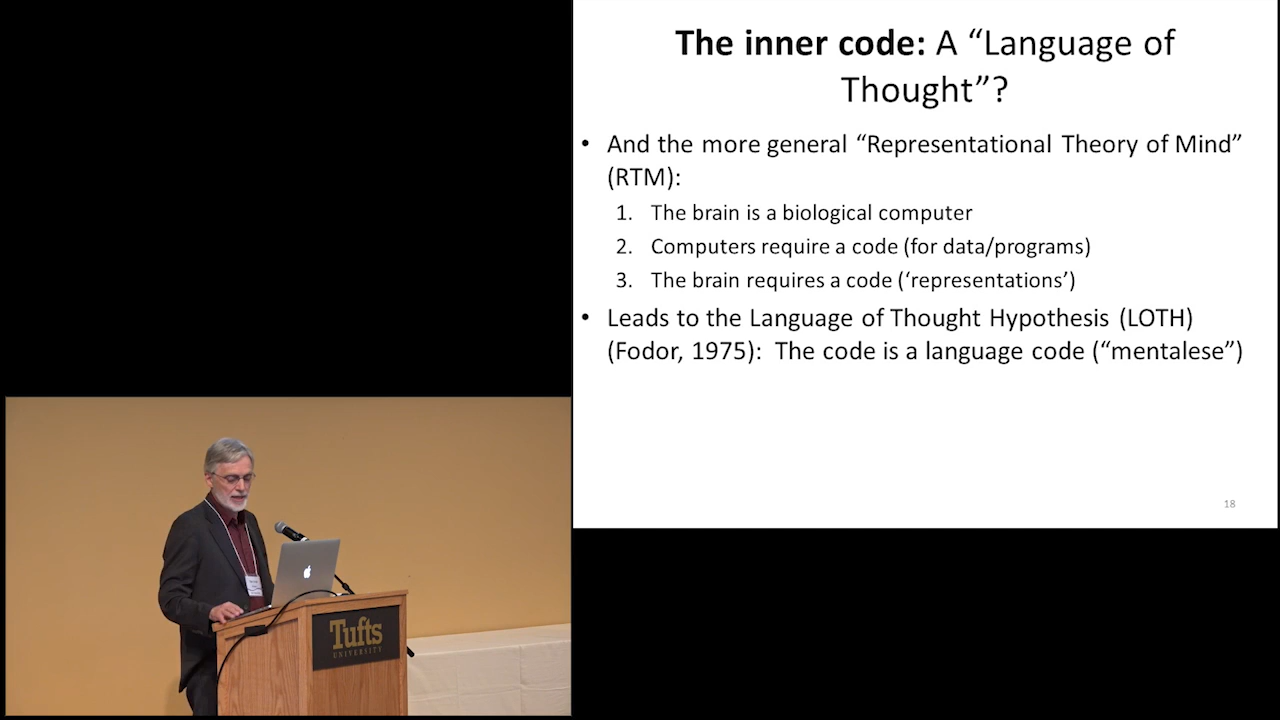 The inner code: A “Language of
Thought”?
• And the more general “Representational Theory of Mind”
(RTM):
1. The brain is a biological computer
2. Computers require a code (for data/programs)
3. The brain requires a code (‘representations’)
• Leads to the Language of Thought Hypothesis (LOTH)
(Fodor, 1975): The code is a language code (“mentalese”)
18
Tufts
UNIVERSITY